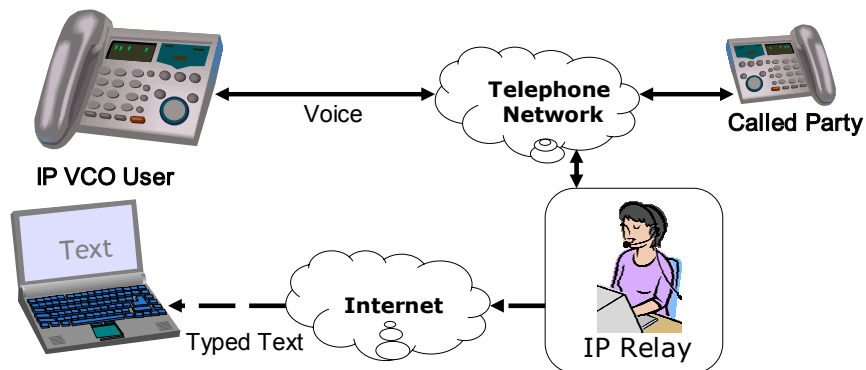 Telephone
Network
Voice
Called Party
IP VCO User
Text
Internet
Typed Text
IP Relay